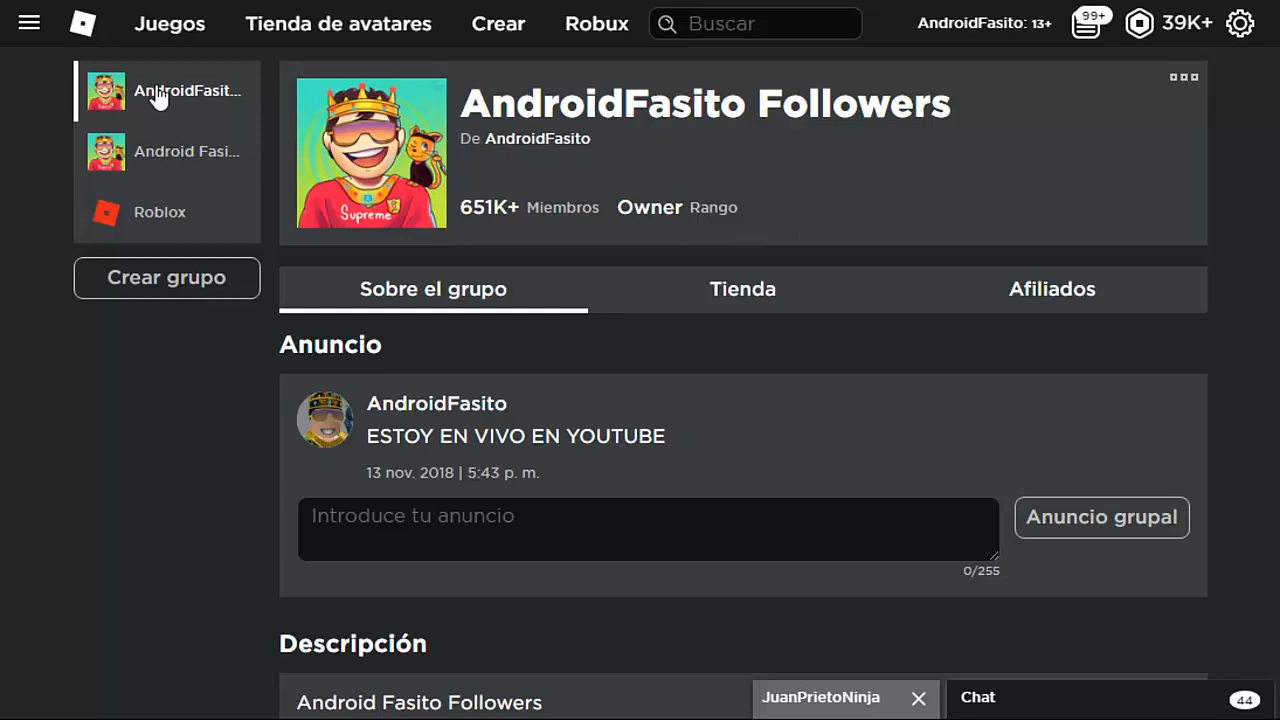 Juegos Tienda de avatares Crear Robux Buscar AndroidFasito: 13+ 99+ 39K+
AndroidFasit...
Android Fasi...
Roblox
Crear grupo
AndroidFasito Followers
De AndroidFasito
651K+ Miembros Owner Rango
Supreme
Sobre el grupo Tienda Afiliados
Anuncio
AndroidFasito
ESTOY EN VIVO EN YOUTUBE
13 nov. 2018 | 5:43 p. m.
Introduce tu anuncio
Anuncio grupal
0/255
Descripción
Android Fasito Followers
JuanPrietoNinja
Chat 44